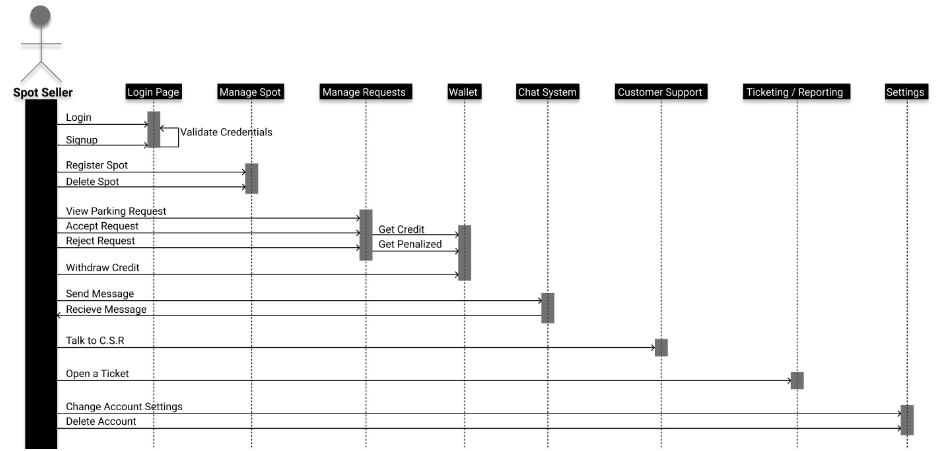 Spot Seller
Login Page
Manage Spot
Manage Requests
Wallet
Chat System
Customer Support
Ticketing / Reporting
Settings
Login
Validate Credentials
Signup
Register Spot
Delete Spot
View Parking Request
Accept Request
Get Credit
Reject Request
Get Penalized
Withdraw Credit
Send Message
Recieve Message
Talk to C.S.R
Open a Ticket
Change Account Settings
Delete Account